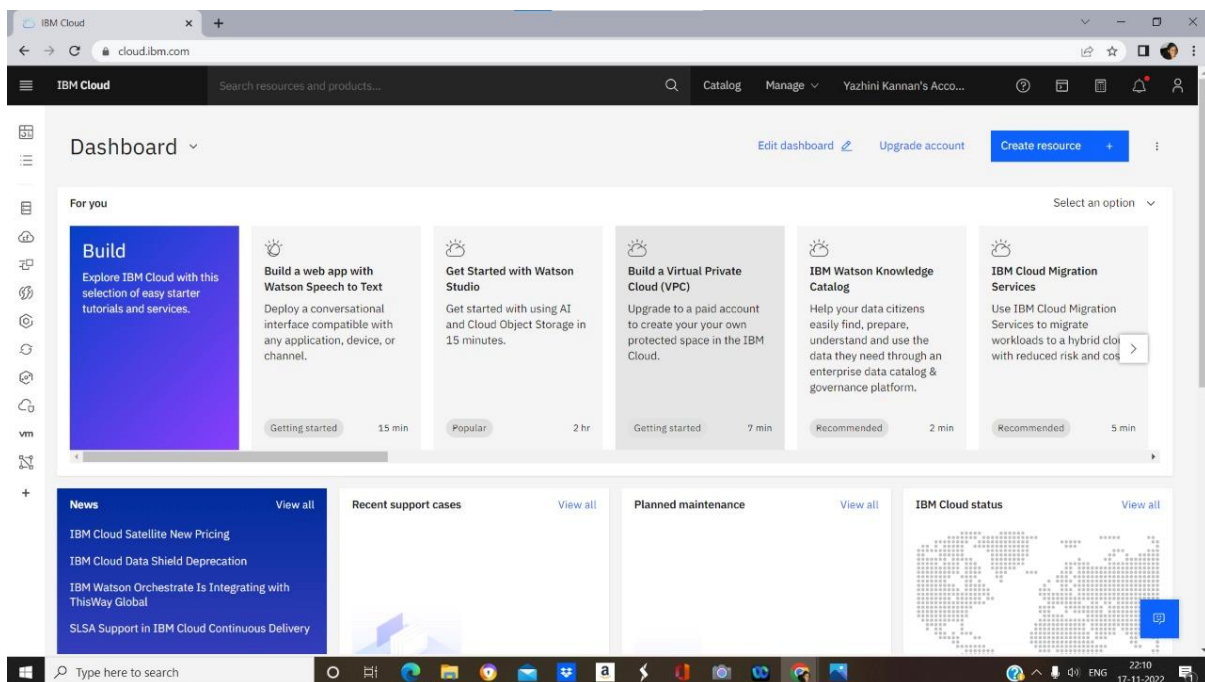 IBM Cloud
cloud.ibm.com
IBM Cloud
Search resources and products...
Catalog
Manage
Yazhini Kannan's Acco...
Dashboard
Edit dashboard
Upgrade account
Create resource +
For you
Select an option
Build
Explore IBM Cloud with this
selection of easy starter
tutorials and services.
Build a web app with
Watson Speech to Text
Deploy a conversational
interface compatible with
any application, device, or
channel.
Getting started
15 min
Get Started with Watson
Studio
Get started with using AI
and Cloud Object Storage in
15 minutes.
Popular
2 hr
Build a Virtual Private
Cloud (VPC)
Upgrade to a paid account
to create your your own
protected space in the IBM
Cloud.
Getting started
7 min
IBM Watson Knowledge
Catalog
Help your data citizens
easily find, prepare,
understand and use the
data they need through an
enterprise data catalog &
governance platform.
Recommended
2 min
IBM Cloud Migration
Services
Use IBM Cloud Migration
Services to migrate
workloads to a hybrid clou
with reduced risk and cos
Recommended
5 min
vm
News
View all
IBM Cloud Satellite New Pricing
IBM Cloud Data Shield Deprecation
IBM Watson Orchestrate Is Integrating with
ThisWay Global
SLSA Support in IBM Cloud Continuous Delivery
Recent support cases
View all
Planned maintenance
View all
IBM Cloud status
View all
Type here to search
a
ENG
22:10
17-11-2022